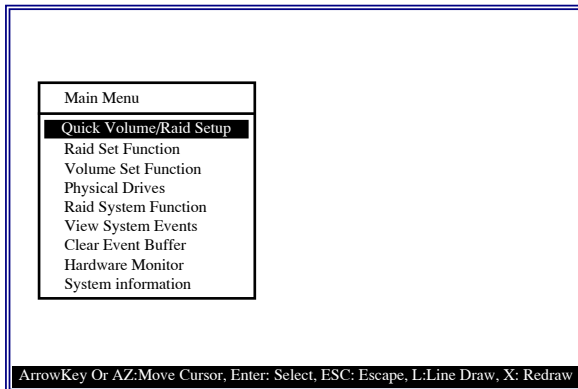 Main Menu
Quick Volume/Raid Setup
Raid Set Function
Volume Set Function
Physical Drives
Raid System Function
View System Events
Clear Event Buffer
Hardware Monitor
System information
ArrowKey Or AZ:Move Cursor, Enter: Select, ESC: Escape, L:Line Draw, X: Redraw